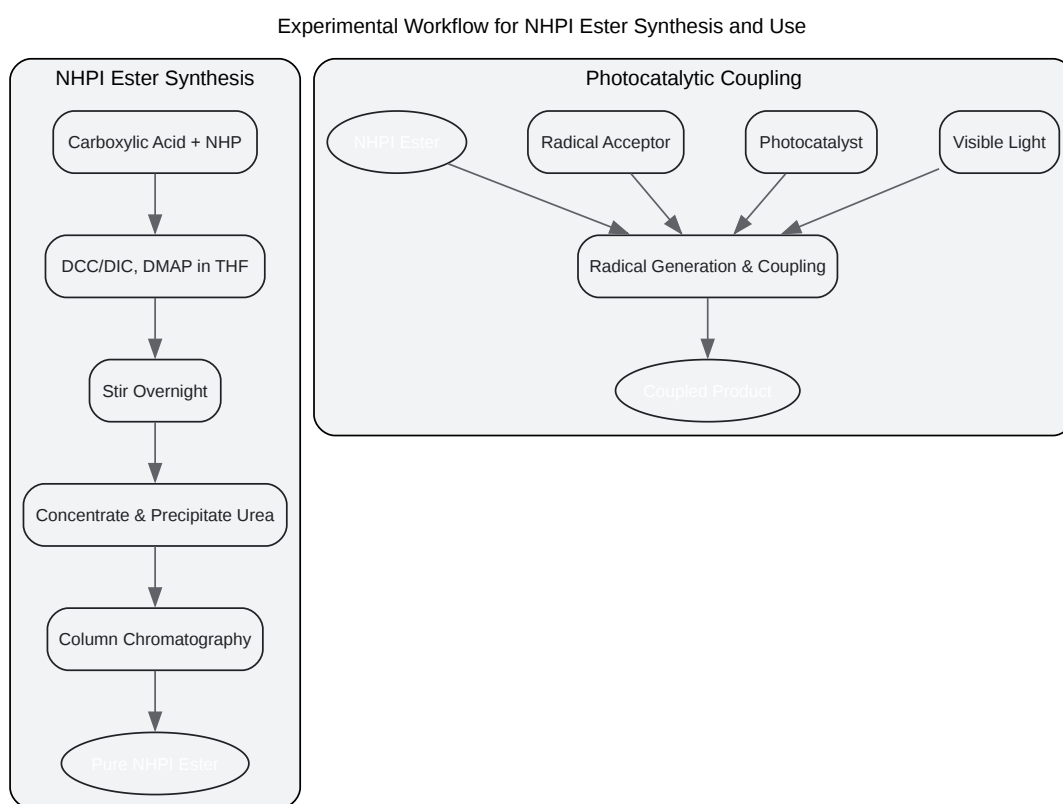 Experimental Workflow for NHPI Ester Synthesis and Use
NHPI Ester Synthesis
Carboxylic Acid + NHP
DCC/DIC, DMAP in THF
Stir Overnight
Concentrate & Precipitate Urea
Column Chromatography
Pure NHPI Ester
Photocatalytic Coupling
NHPI Ester
Radical Acceptor
Photocatalyst
Visible Light
Radical Generation & Coupling
Coupled Product